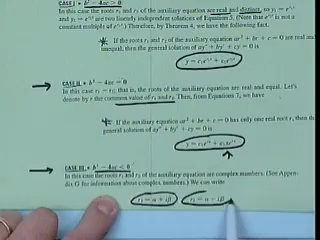 CASE I • b² − 4ac > 0
In this case the roots r₁ and r₂ of the auxiliary equation are real and distinct, so y₁ = e^{r₁x}
and y₂ = e^{r₂x} are two linearly independent solutions of Equation 5. (Note that e^{r₂x} is not a
constant multiple of e^{r₁x}.) Therefore, by Theorem 4, we have the following fact.
If the roots r₁ and r₂ of the auxiliary equation ar² + br + c = 0 are real and
unequal, then the general solution of ay″ + by′ + cy = 0 is
y = c₁e^{r₁x} + c₂e^{r₂x}
CASE II • b² − 4ac = 0
In this case r₁ = r₂; that is, the roots of the auxiliary equation are real and equal. Let's
denote by r the common value of r₁ and r₂. Then, from Equations 7, we have
If the auxiliary equation ar² + br + c = 0 has only one real root r, then the
general solution of ay″ + by′ + cy = 0 is
y = c₁e^{rx} + c₂xe^{rx}
CASE III • b² − 4ac < 0
In this case the roots r₁ and r₂ of the auxiliary equation are complex numbers. (See Appen-
dix G for information about complex numbers.) We can write
r₁ = α + iβ r₂ = α − iβ